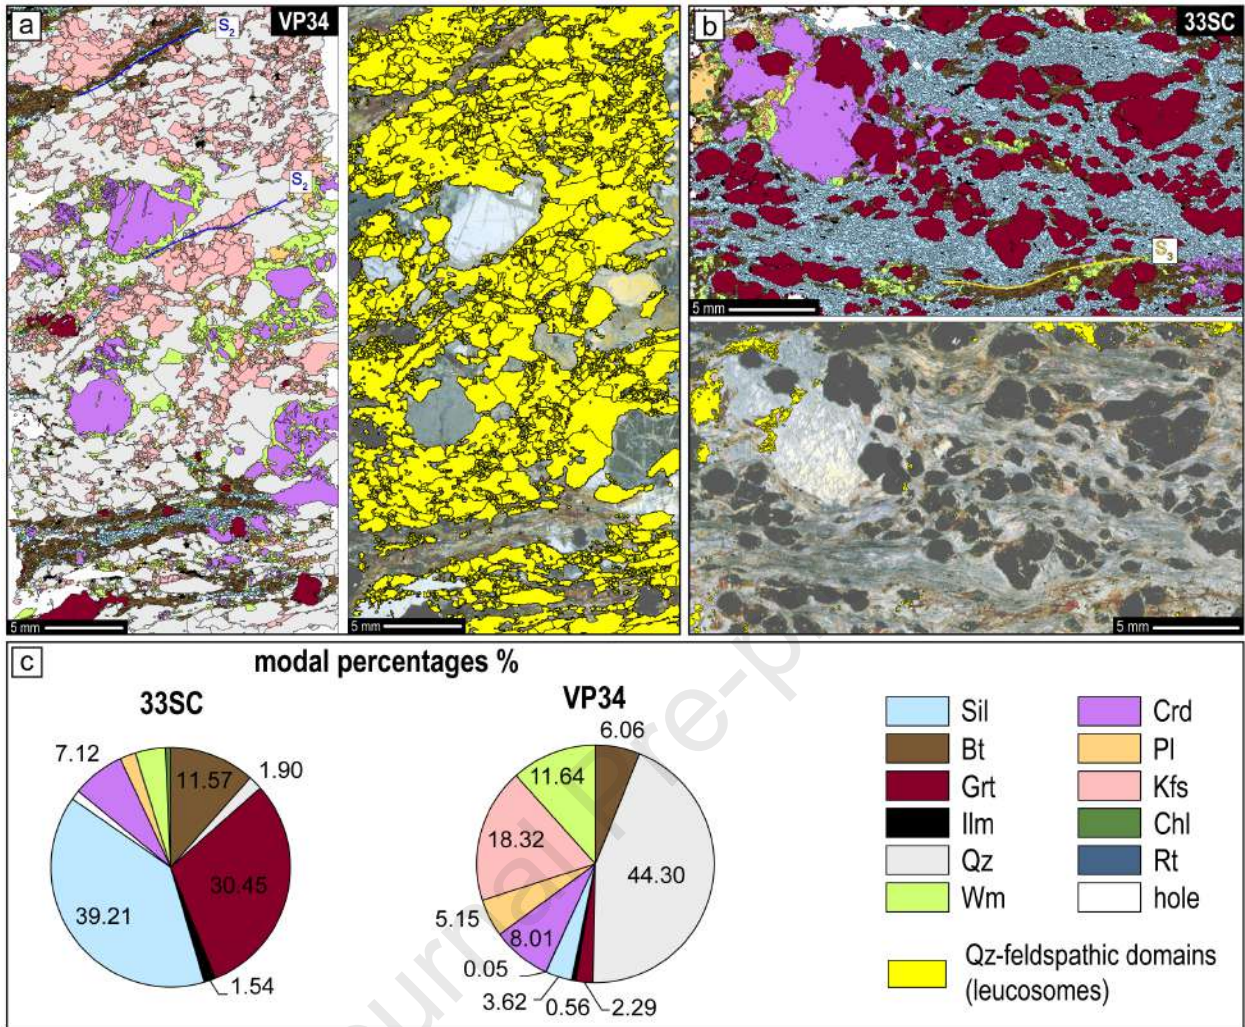 a
S2
VP34
S2
5 mm
5 mm
b
33SC
S3
5 mm
5 mm
c
modal percentages %
33SC
VP34
7.12
11.57
1.90
30.45
39.21
1.54
6.06
11.64
18.32
44.30
5.15
8.01
0.05
3.62
0.56
2.29
Sil
Crd
Bt
Pl
Grt
Kfs
Ilm
Chl
Qz
Rt
Wm
hole
Qz-feldspathic domains
(leucosomes)